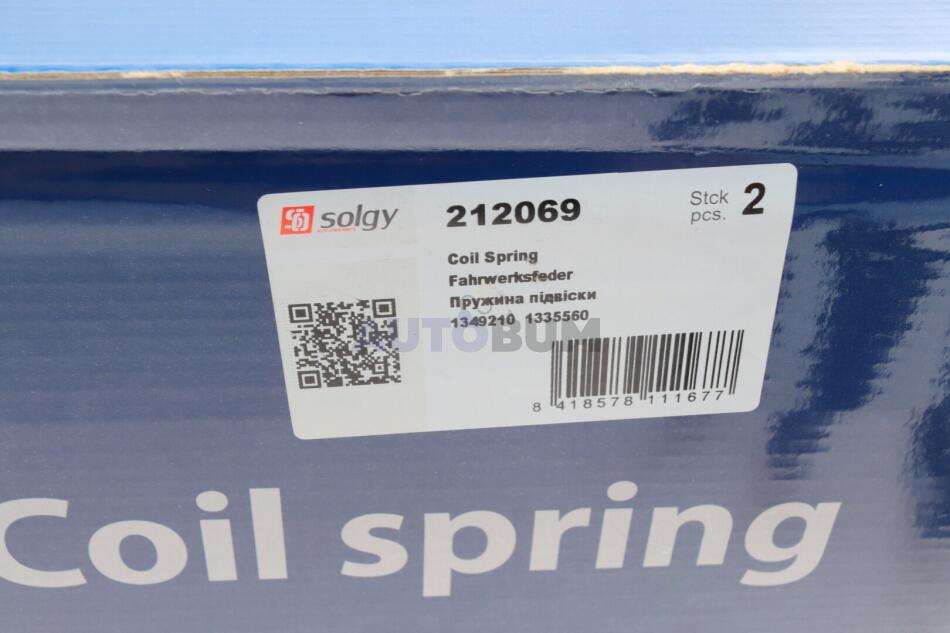 solgy
212069
Stck
pcs. 2
Coil Spring
Fahrwerksfeder
Пружина підвіски
1349210 1335560
AUTOBUM
8 418578 111677
Coil spring